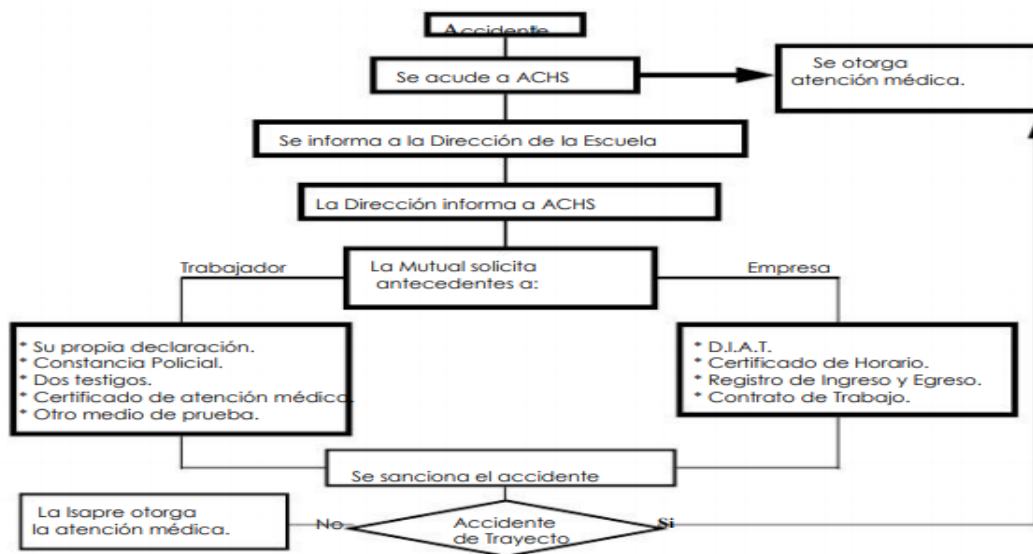 Accidente
Se acude a ACHS
Se otorga
atención médica.
Se informa a la Dirección de la Escuela
La Dirección informa a ACHS
Trabajador
La Mutual solicita
antecedentes a:
Empresa
* Su propia declaración.
* Constancia Policial.
* Dos testigos.
* Certificado de atención médica.
* Otro medio de prueba.
* D.I.A.T.
* Certificado de Horario.
* Registro de Ingreso y Egreso.
* Contrato de Trabajo.
Se sanciona el accidente
La Isapre otorga
la atención médica.
No
Accidente
de Trayecto
Si